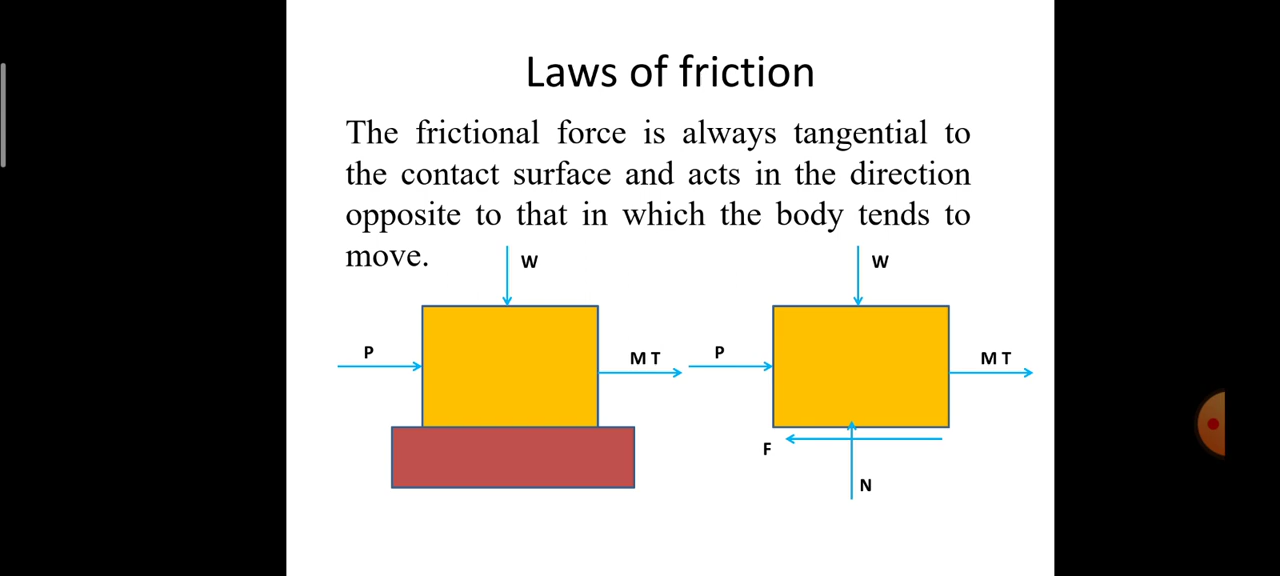 Laws of friction
The frictional force is always tangential to
the contact surface and acts in the direction
opposite to that in which the body tends to
move.
W
W
P
M T
P
M T
F
N